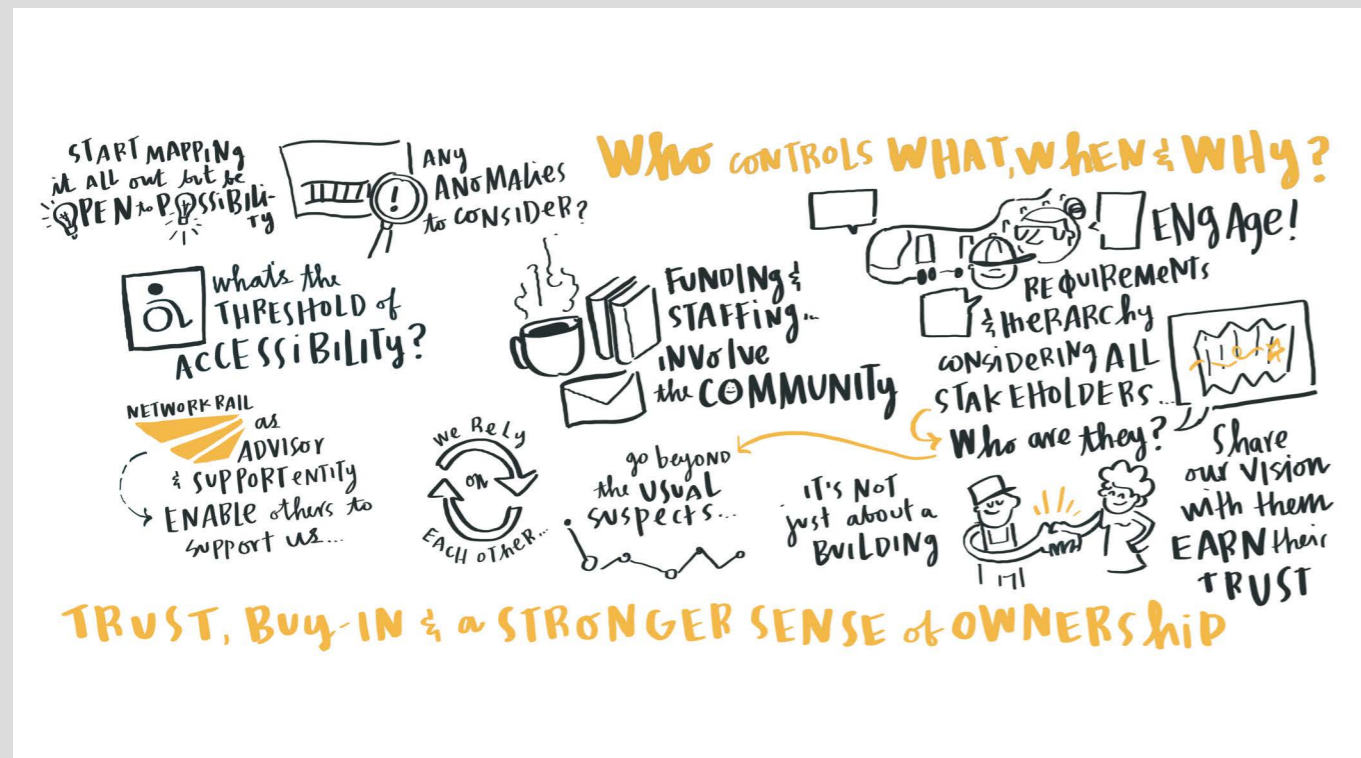 START MAPPING
it ALL out but be
OPEN to POSSIBILI-
TY
ANY
ANOMALIES
to CONSIDER?
WHO CONTROLS WHAT, WHEN & WHY?
ENGAGE!
REQUIREMENTS
& HIERARCHY
CONSIDERING ALL
STAKEHOLDERS...
Who are they?
what's the
THRESHOLD of
ACCESSIBILITY?
FUNDING &
STAFFING...
INVOLVE
the COMMUNITY
NETWORK RAIL
as
ADVISOR
& SUPPORT ENTITY
ENABLE others to
support us...
WE RELY
ON
EACH OTHER...
go beyond
the USUAL
SUSPECTS...
IT'S NOT
just about a
BUILDING
Share
our VISION
with them
EARN their
TRUST
TRUST, BUY-IN & a STRONGER SENSE of OWNERSHIP